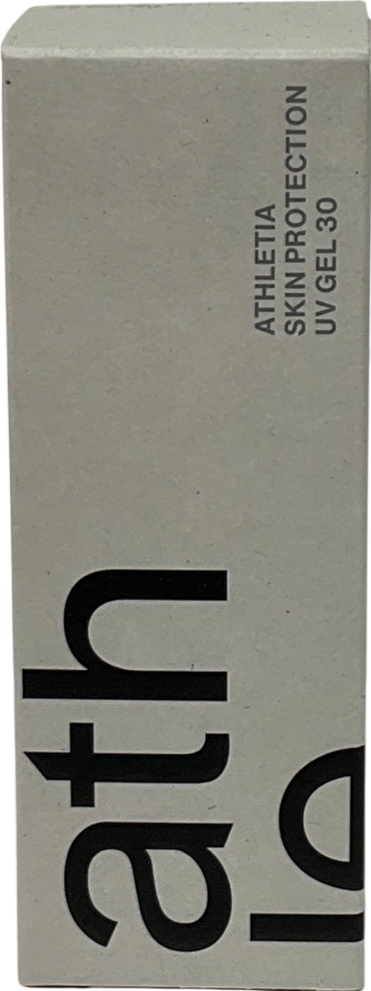 ATHLETIA
SKIN PROTECTION
UV GEL 30
ath
le